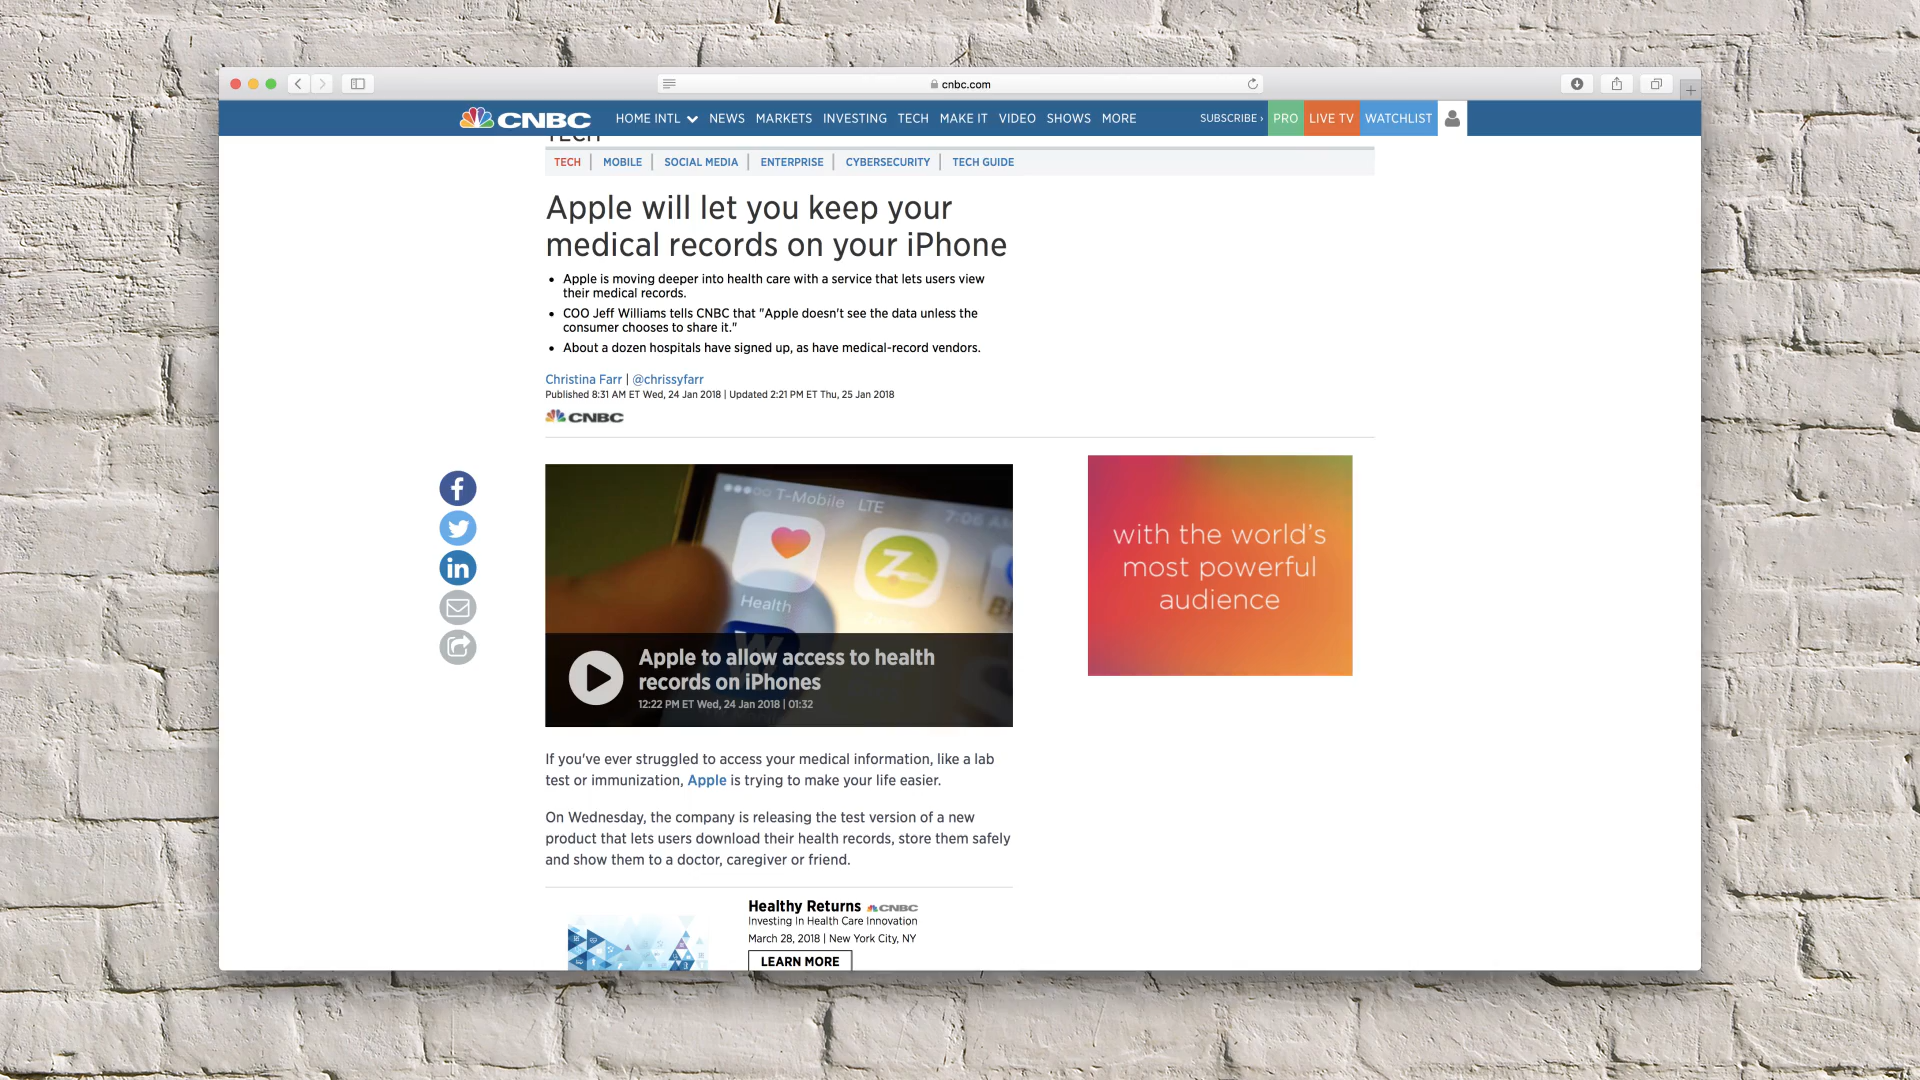 cnbc.com
CNBC HOME INTL NEWS MARKETS INVESTING TECH MAKE IT VIDEO SHOWS MORE SUBSCRIBE › PRO LIVE TV WATCHLIST
TECH
TECH | MOBILE | SOCIAL MEDIA | ENTERPRISE | CYBERSECURITY | TECH GUIDE
Apple will let you keep your
medical records on your iPhone
• Apple is moving deeper into health care with a service that lets users view
their medical records.
• COO Jeff Williams tells CNBC that "Apple doesn't see the data unless the
consumer chooses to share it."
• About a dozen hospitals have signed up, as have medical-record vendors.
Christina Farr | @chrissyfarr
Published 8:31 AM ET Wed, 24 Jan 2018 | Updated 2:21 PM ET Thu, 25 Jan 2018
CNBC
T-Mobile LTE 7:06 AM
Health
Apple to allow access to health
records on iPhones
12:22 PM ET Wed, 24 Jan 2018 | 01:32
with the world's
most powerful
audience
If you've ever struggled to access your medical information, like a lab
test or immunization, Apple is trying to make your life easier.
On Wednesday, the company is releasing the test version of a new
product that lets users download their health records, store them safely
and show them to a doctor, caregiver or friend.
Healthy Returns CNBC
Investing In Health Care Innovation
March 28, 2018 | New York City, NY
LEARN MORE